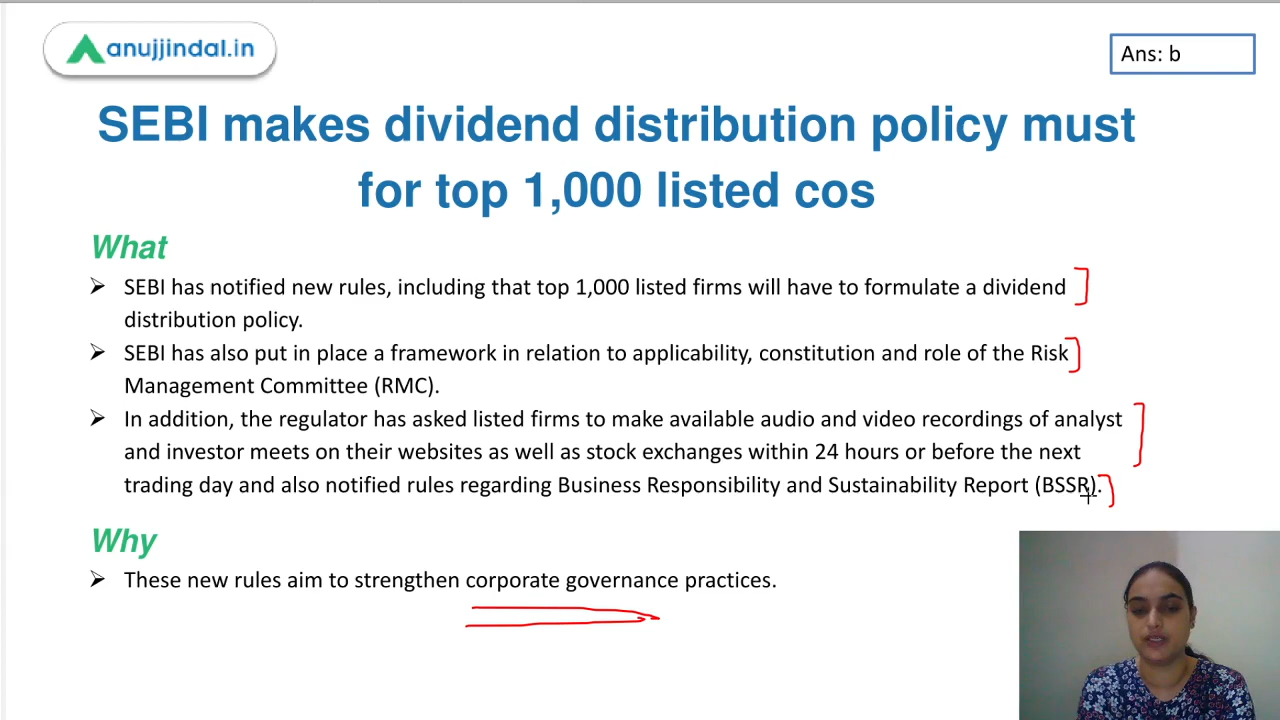 anujjindal.in
Ans: b
SEBI makes dividend distribution policy must
for top 1,000 listed cos
What
SEBI has notified new rules, including that top 1,000 listed firms will have to formulate a dividend
distribution policy.
SEBI has also put in place a framework in relation to applicability, constitution and role of the Risk
Management Committee (RMC).
In addition, the regulator has asked listed firms to make available audio and video recordings of analyst
and investor meets on their websites as well as stock exchanges within 24 hours or before the next
trading day and also notified rules regarding Business Responsibility and Sustainability Report (BSSR).
Why
These new rules aim to strengthen corporate governance practices.